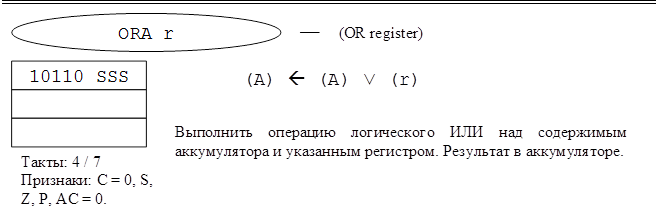 ORA r — (OR register)
10110 SSS
(A) ← (A) ∨ (r)
Выполнить операцию логического ИЛИ над содержимым
аккумулятора и указанным регистром. Результат в аккумуляторе.
Такты: 4 / 7
Признаки: C = 0, S,
Z, P, AC = 0.